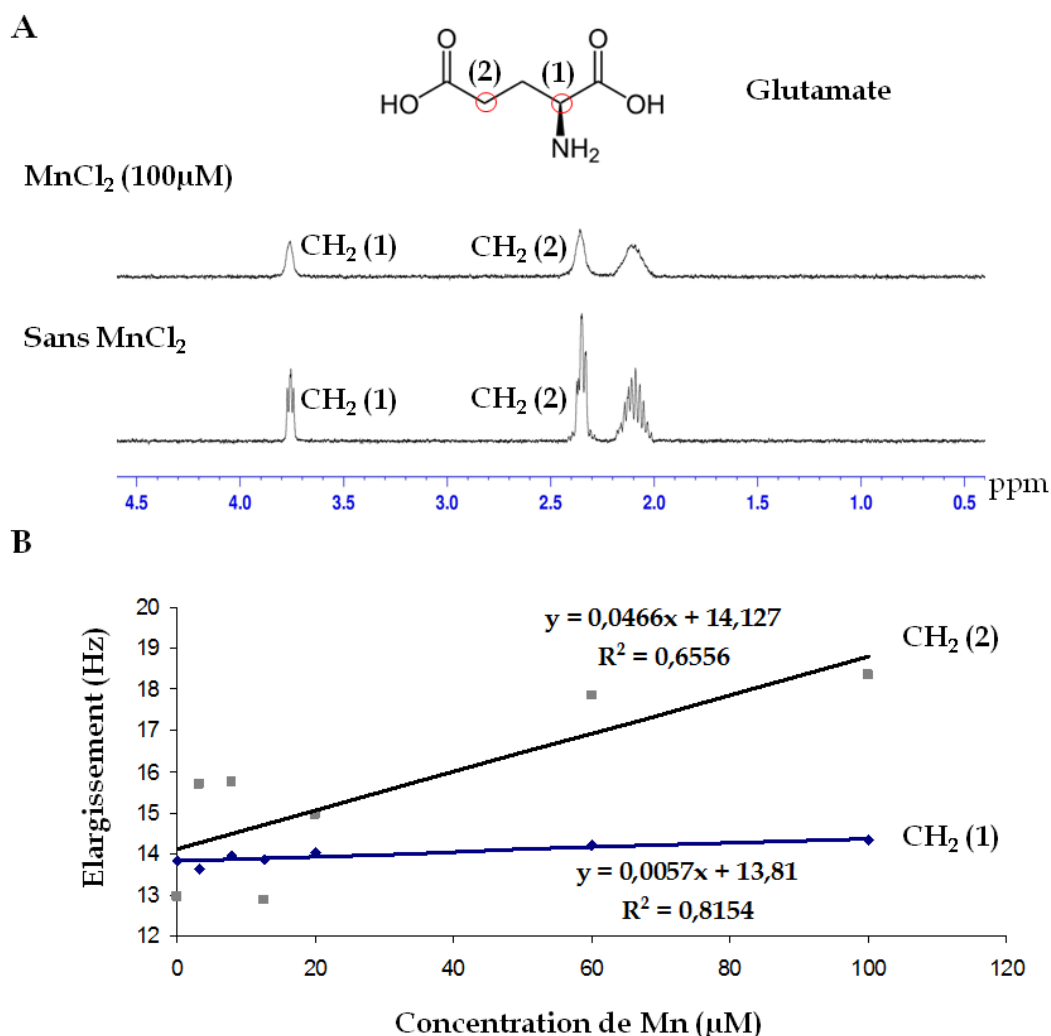 A
O
O
(2)
(1)
HO
OH
NH₂
Glutamate
MnCl₂ (100µM)
CH₂ (1)
CH₂ (2)
Sans MnCl₂
CH₂ (1)
CH₂ (2)
4.5 4.0 3.5 3.0 2.5 2.0 1.5 1.0 0.5 ppm
B
Elargissement (Hz)
20
19
18
17
16
15
14
13
12
y = 0,0466x + 14,127
R² = 0,6556
CH₂ (2)
CH₂ (1)
y = 0,0057x + 13,81
R² = 0,8154
0 20 40 60 80 100 120
Concentration de Mn (µM)